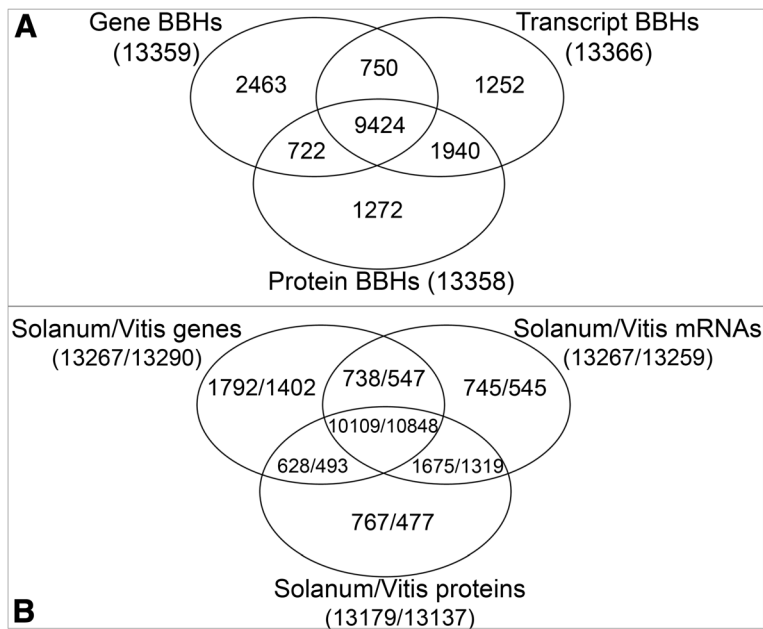 A
Gene BBHs
(13359)
Transcript BBHs
(13366)
2463
750
1252
9424
722
1940
1272
Protein BBHs (13358)
Solanum/Vitis genes
(13267/13290)
Solanum/Vitis mRNAs
(13267/13259)
1792/1402
738/547
745/545
10109/10848
628/493
1675/1319
767/477
Solanum/Vitis proteins
(13179/13137)
B